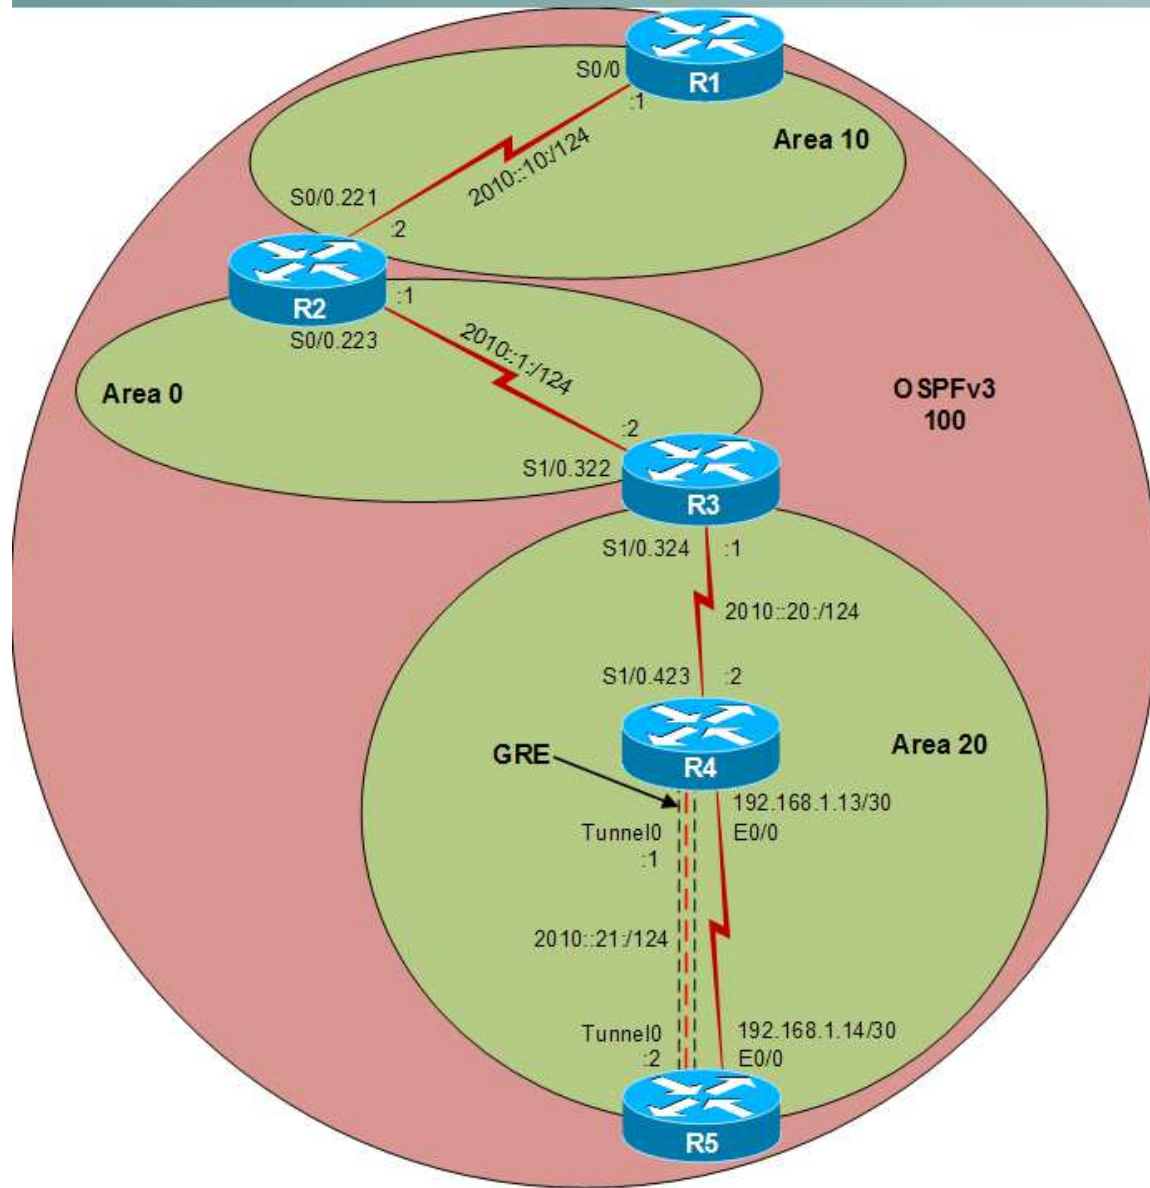 S0/0
R1
:1
Area 10
2010::10:/124
S0/0.221
:2
R2
:1
S0/0.223
2010::1:/124
Area 0
OSPFv3
100
:2
S1/0.322
R3
S1/0.324
:1
2010::20:/124
S1/0.423
:2
R4
Area 20
GRE
192.168.1.13/30
E0/0
Tunnel0
:1
2010::21:/124
Tunnel0
:2
192.168.1.14/30
E0/0
R5